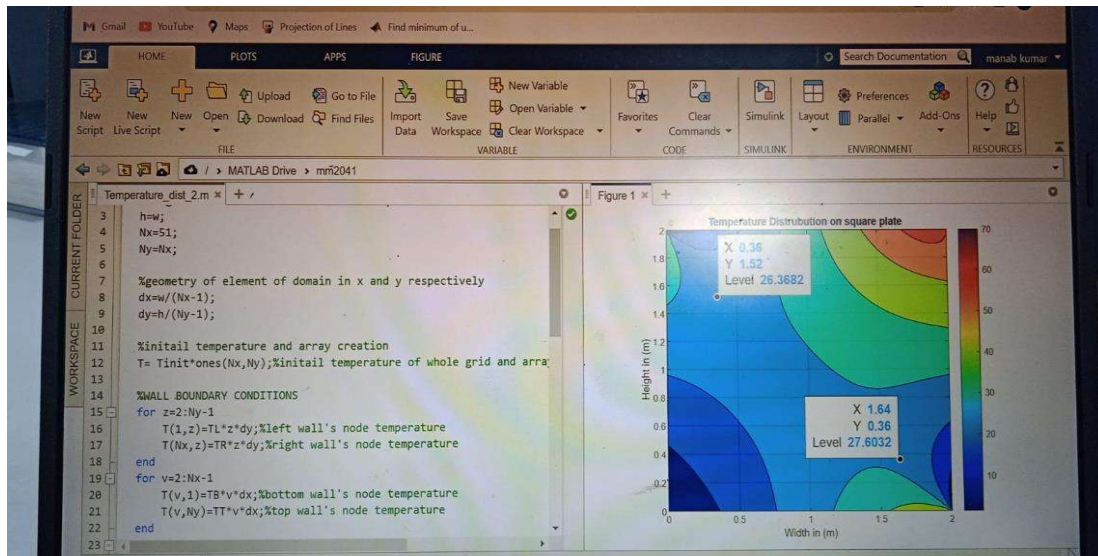 Gmail YouTube Maps Projection of Lines Find minimum of u...
HOME PLOTS APPS FIGURE Search Documentation manab kumar
New Script New Live Script New Open Upload Download Go to File Find Files
Import Data Save Workspace New Variable Open Variable Clear Workspace
Favorites Clear Commands Simulink Layout Preferences Parallel Add-Ons Help
FILE VARIABLE CODE SIMULINK ENVIRONMENT RESOURCES
/ > MATLAB Drive > mm2041
CURRENT FOLDER
WORKSPACE
Temperature_dist_2.m × +
3 h=w;
4 Nx=51;
5 Ny=Nx;
6
7 %geometry of element of domain in x and y respectively
8 dx=w/(Nx-1);
9 dy=h/(Ny-1);
10
11 %initail temperature and array creation
12 T= Tinit*ones(Nx,Ny);%initail temperature of whole grid and array
13
14 %WALL BOUNDARY CONDITIONS
15 for z=2:Ny-1
16 T(1,z)=TL*z*dy;%left wall's node temperature
17 T(Nx,z)=TR*z*dy;%right wall's node temperature
18 end
19 for v=2:Nx-1
20 T(v,1)=TB*v*dx;%bottom wall's node temperature
21 T(v,Ny)=TT*v*dx;%top wall's node temperature
22 end
23
Figure 1 × +
Temperature Distrubution on square plate
X 0.36
Y 1.52
Level 26.3682
X 1.64
Y 0.36
Level 27.6032
Height in (m)
2
1.8
1.6
1.4
1.2
1
0.8
0.6
0.4
0.2
0
0 0.5 1 1.5 2
Width in (m)
70
60
50
40
30
20
10